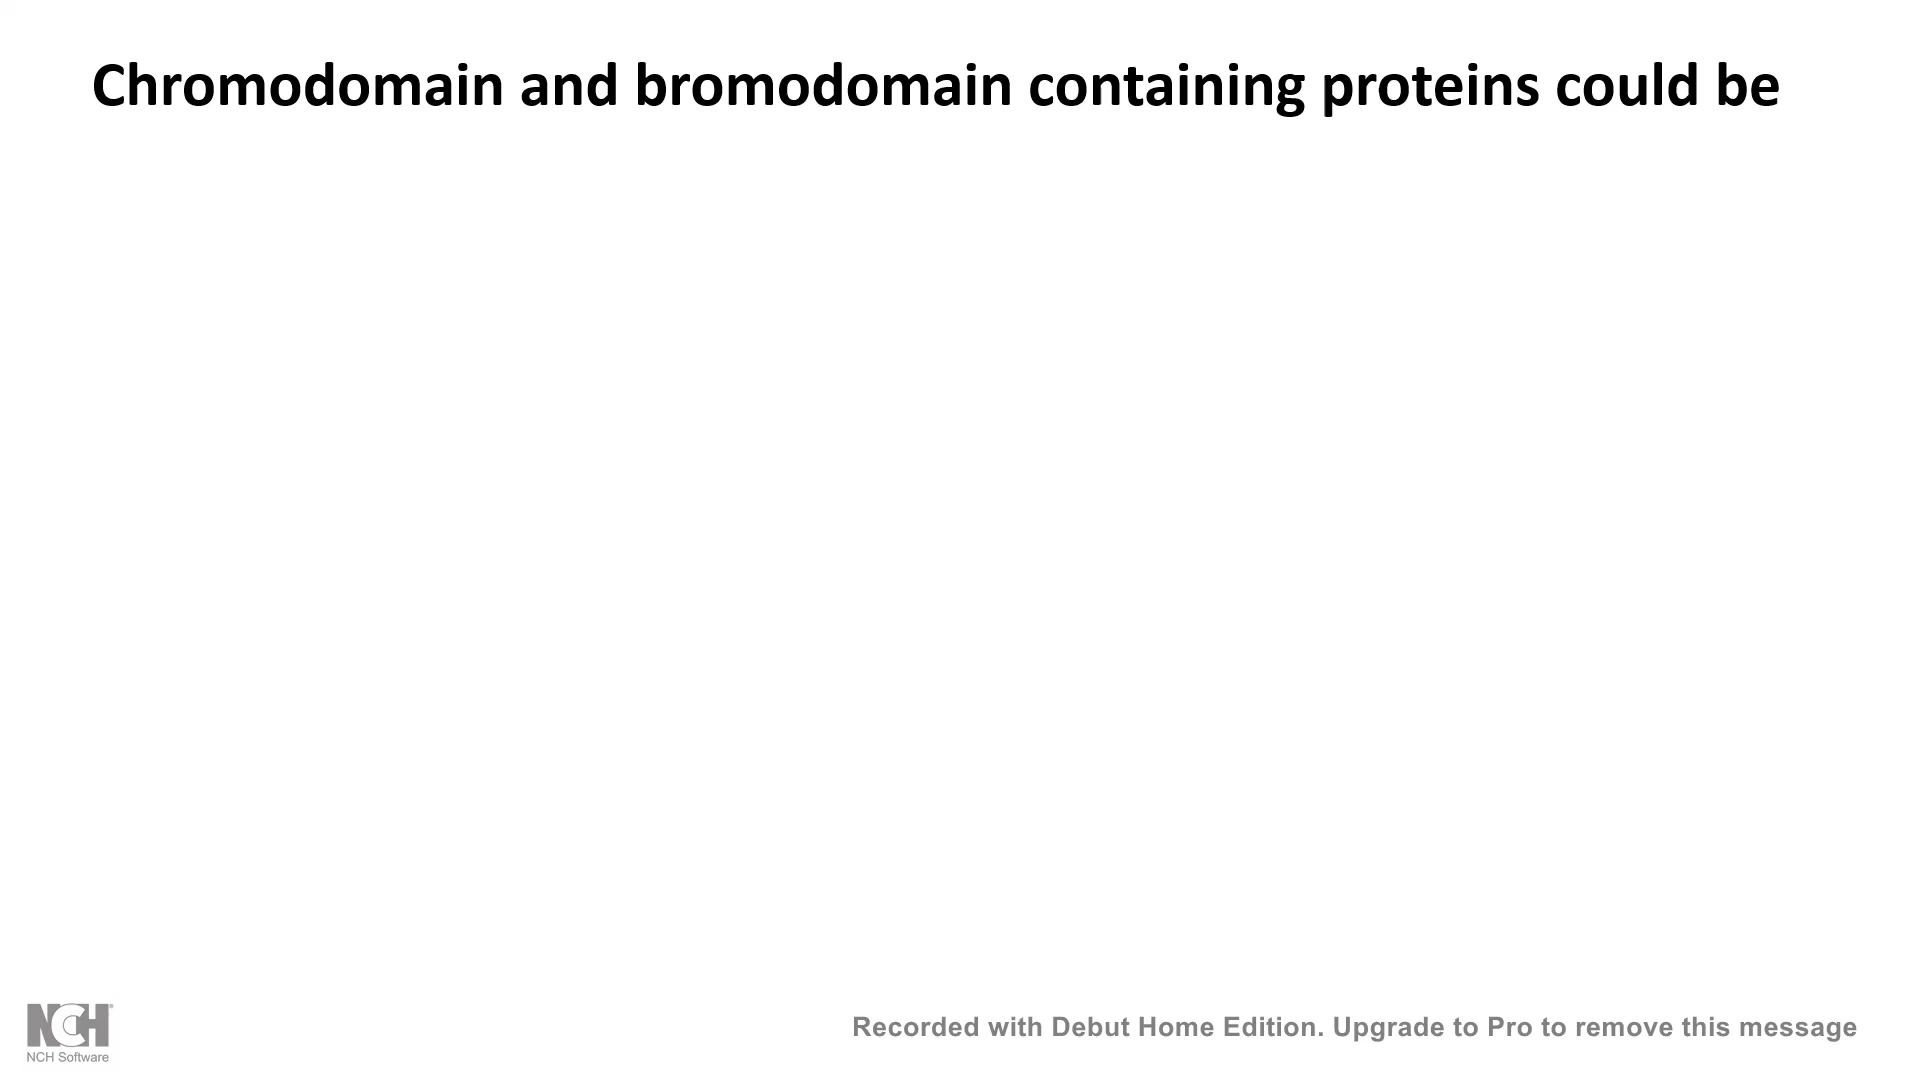 Chromodomain and bromodomain containing proteins could be
NCH
NCH Software
Recorded with Debut Home Edition. Upgrade to Pro to remove this message